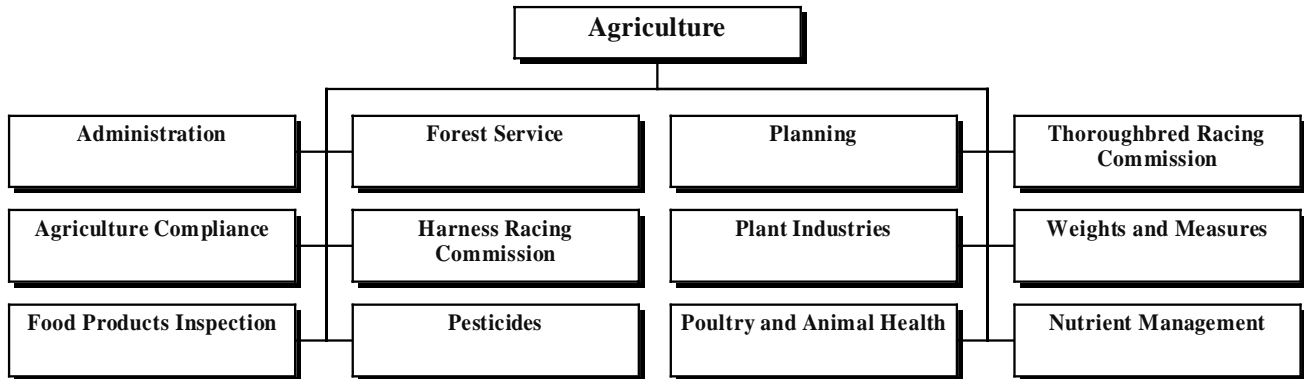 Agriculture
Administration
Forest Service
Planning
Thoroughbred Racing
Commission
Agriculture Compliance
Harness Racing
Commission
Plant Industries
Weights and Measures
Food Products Inspection
Pesticides
Poultry and Animal Health
Nutrient Management